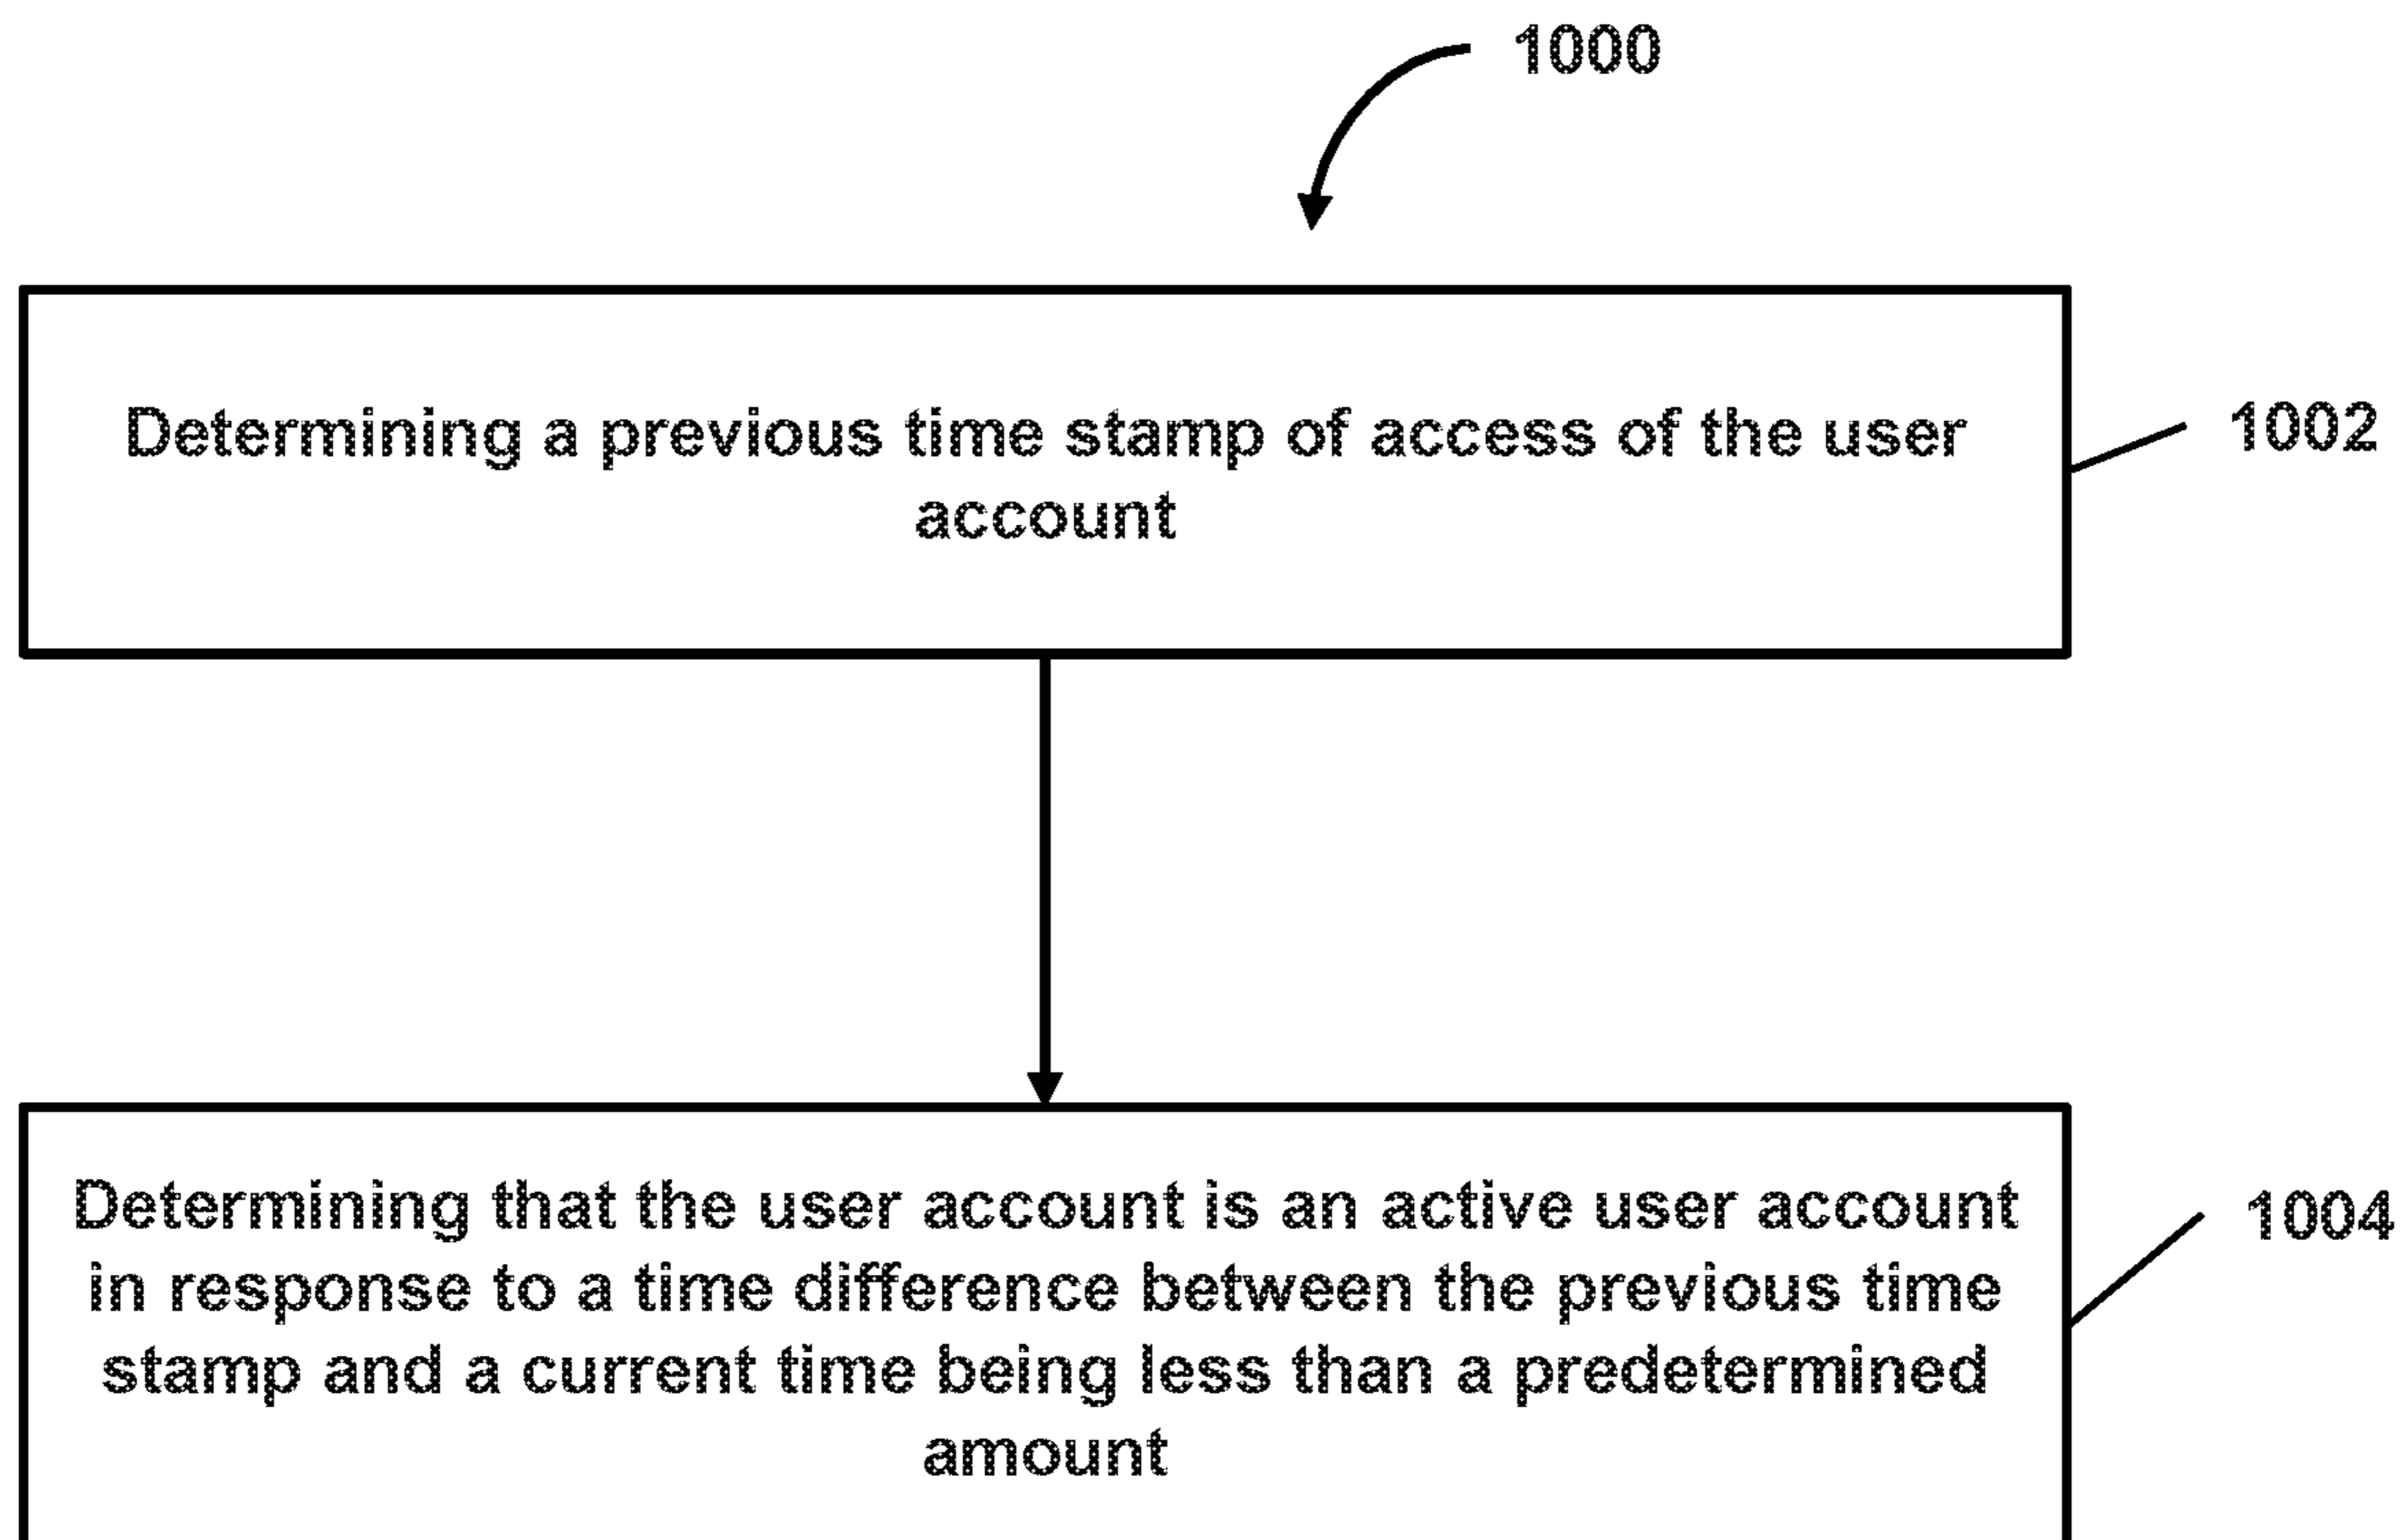 1000
Determining a previous time stamp of access of the user
account
1002
Determining that the user account is an active user account
in response to a time difference between the previous time
stamp and a current time being less than a predetermined
amount
1004